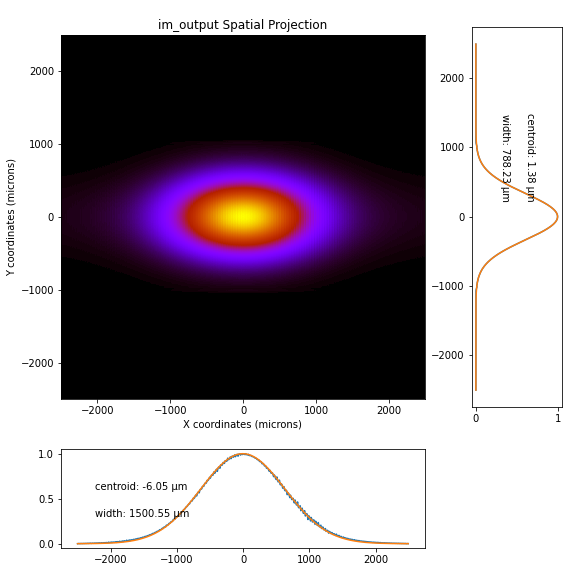 im_output Spatial Projection
2000
1000
0
−1000
−2000
Y coordinates (microns)
−2000 −1000 0 1000 2000
X coordinates (microns)
2000
1000
0
−1000
−2000
0 1
centroid: 1.38 μm
width: 788.23 μm
1.0
0.5
0.0
centroid: -6.05 μm
width: 1500.55 μm
−2000 −1000 0 1000 2000